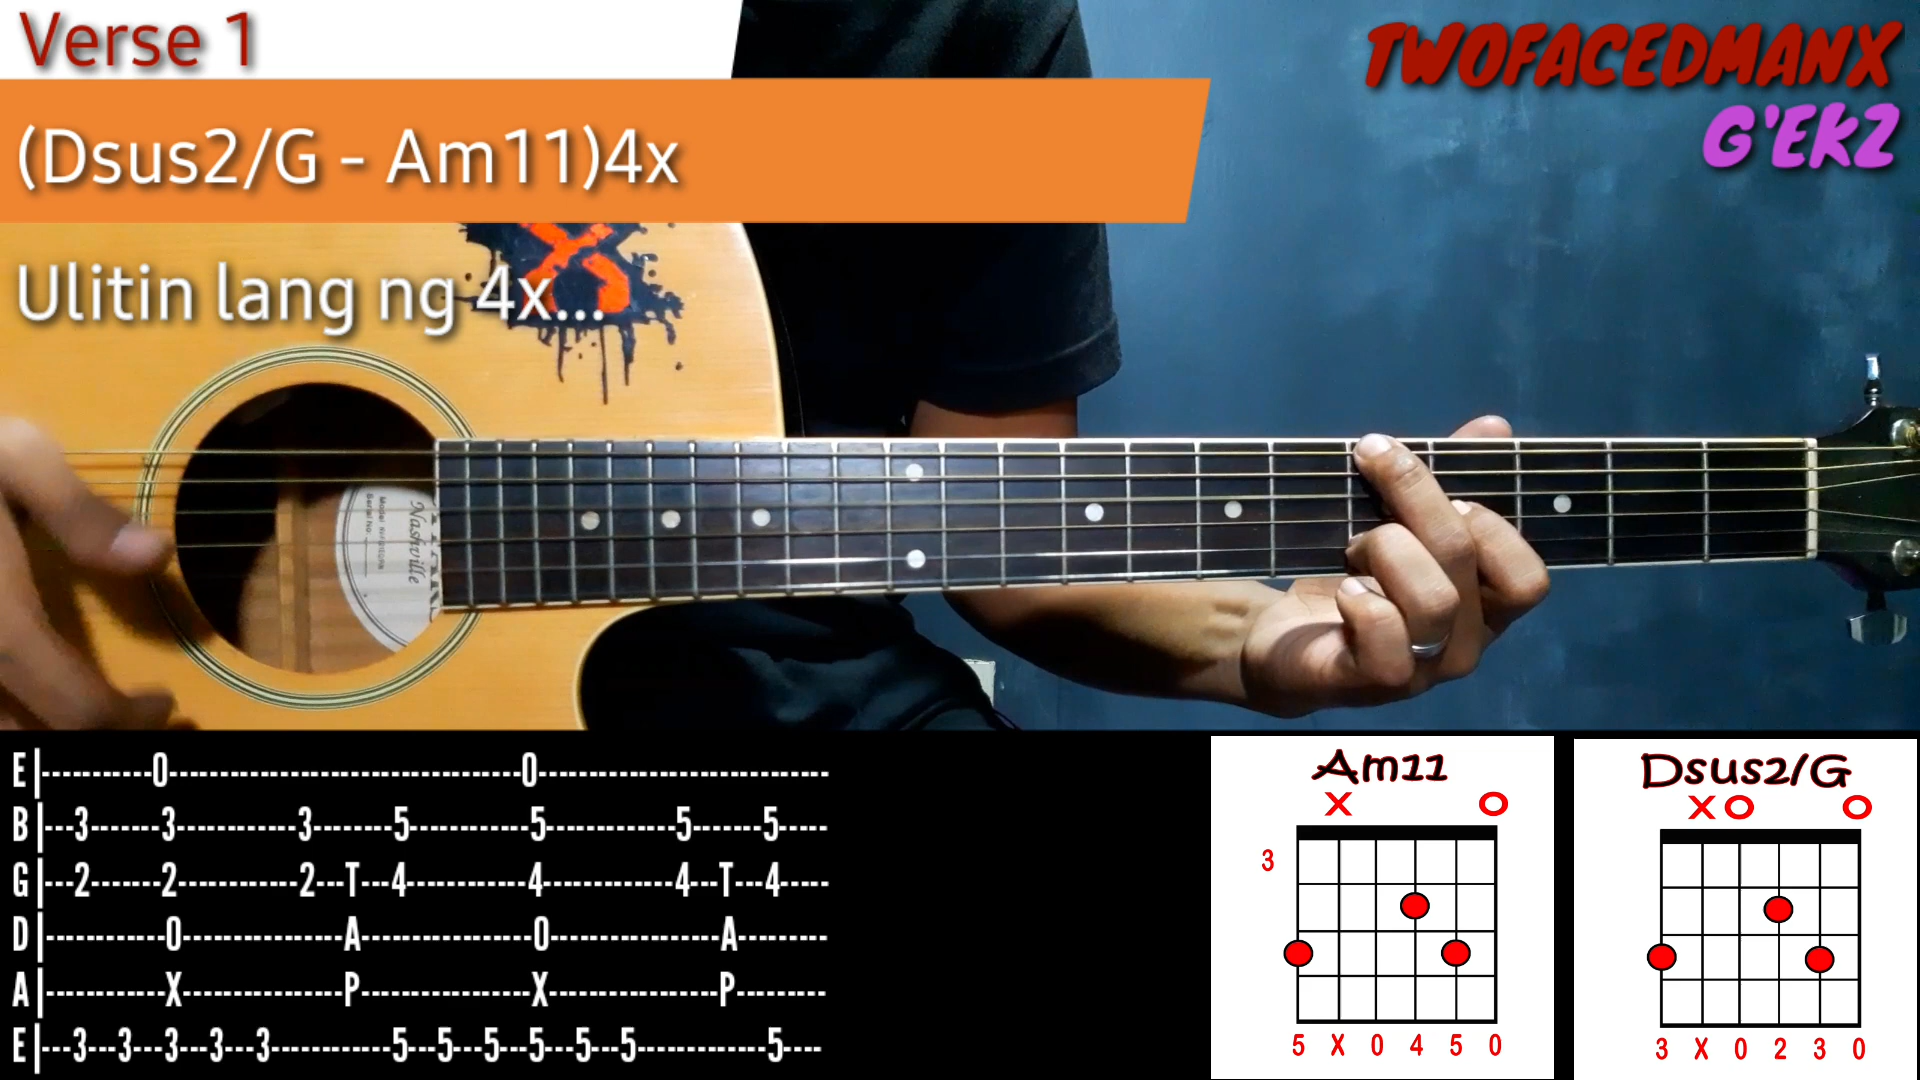 Verse 1
TWOFACEDMANX
G'EKZ
(Dsus2/G - Am11)4x
Ulitin lang ng 4x...
Nashville
E|------------0---------------------------------------0--------------------------------
B|---3--------3-------------3---------5-------------5---------------5--------5-----
G|---2--------2-------------2---T---4-------------4---------------4---T---4-----
D|-------------0-----------------A-------------------0------------------A----------
A|-------------X-----------------P------------------X------------------P----------
E|---3---3---3---3---3-------------5---5---5---5---5---5--------------5----
Am11
X O
3
5 X 0 4 5 0
Dsus2/G
X O O
3 X 0 2 3 0